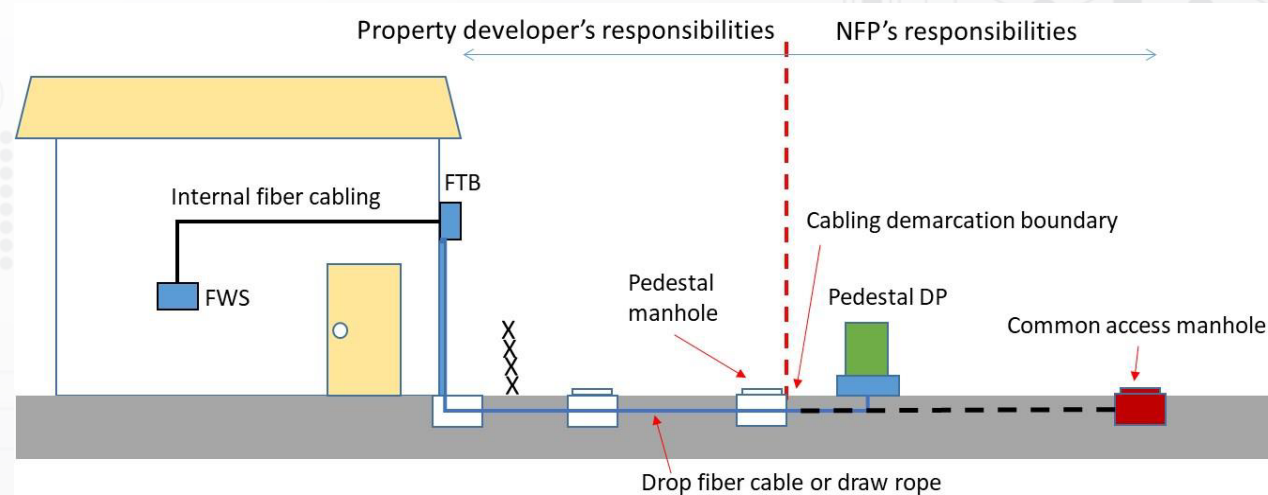 Property developer's responsibilities
NFP's responsibilities
FTB
Internal fiber cabling
Cabling demarcation boundary
FWS
Pedestal
manhole
Pedestal DP
Common access manhole
X
X
X
X
Drop fiber cable or draw rope